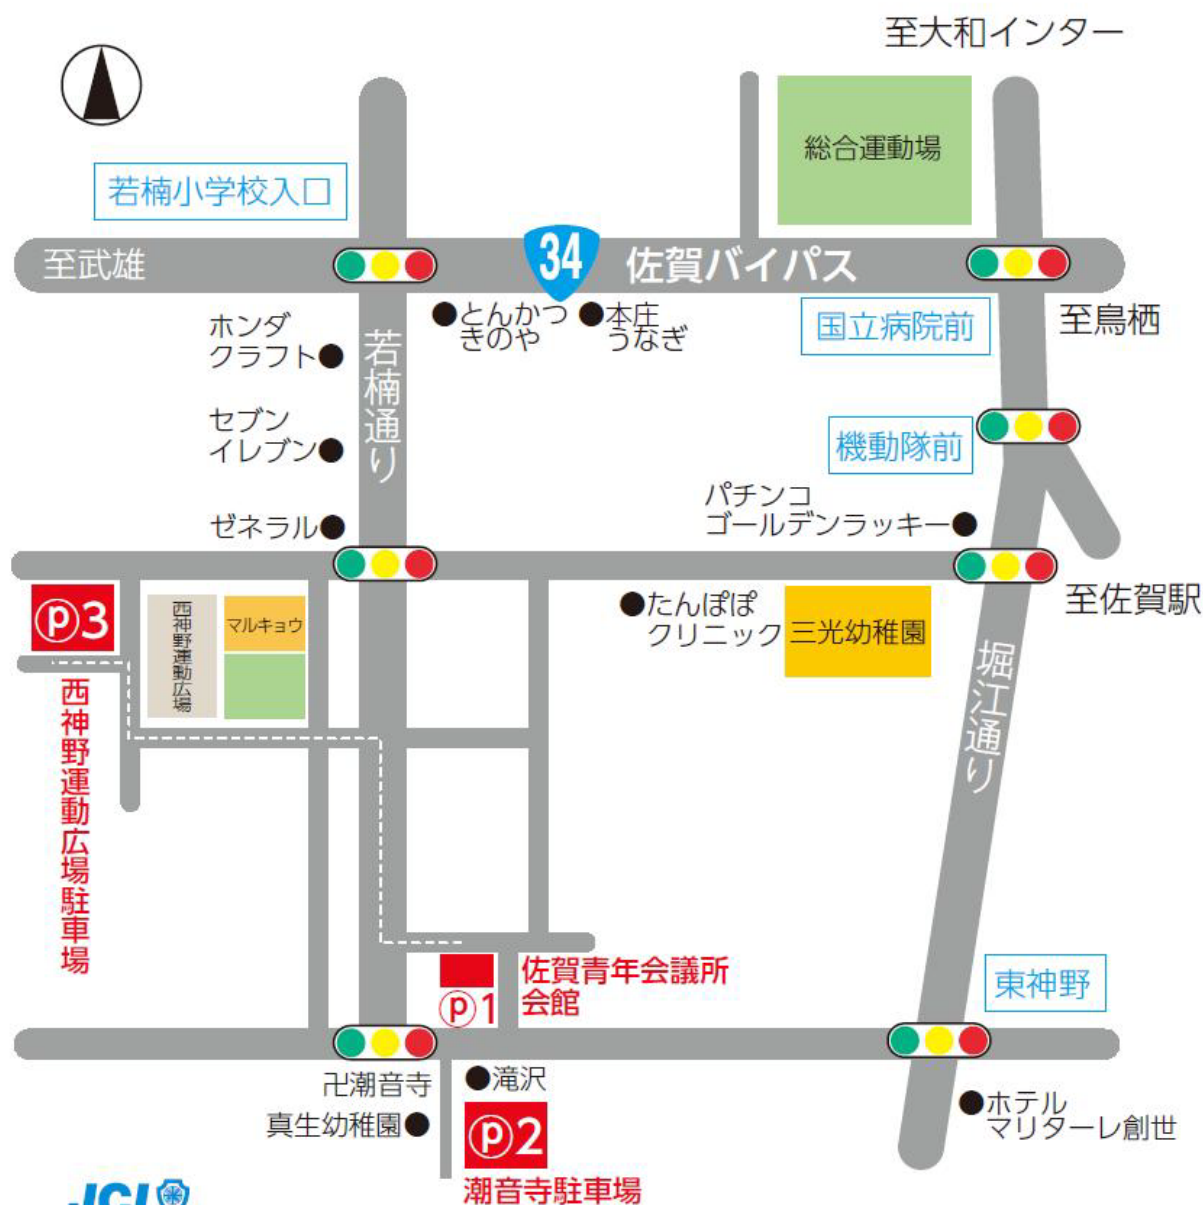 至大和インター
総合運動場
若楠小学校入口
至武雄
34
佐賀バイパス
国立病院前
至鳥栖
とんかつ
きのや
本庄
うなぎ
ホンダ
クラフト
若楠通り
セブン
イレブン
機動隊前
パチンコ
ゴールデンラッキー
ゼネラル
至佐賀駅
P3
西神野運動広場
マルキョウ
たんぽぽ
クリニック
三光幼稚園
堀江通り
西神野運動広場駐車場
佐賀青年会議所
会館
P1
東神野
卍潮音寺
滝沢
真生幼稚園
P2
潮音寺駐車場
ホテル
マリターレ創世
JCI